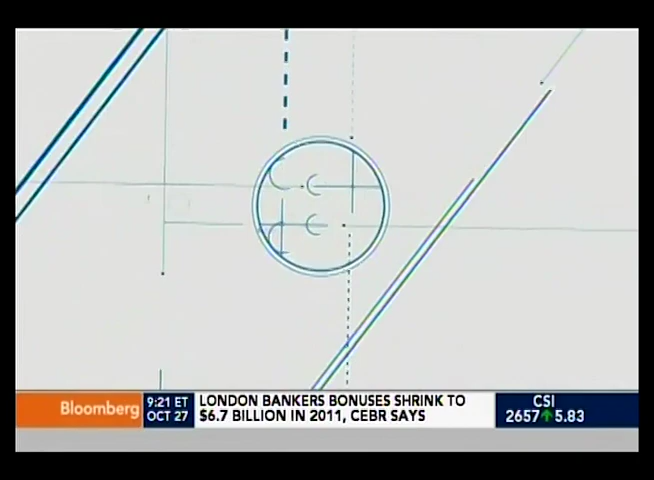 Bloomberg
9:21 ET
OCT 27
LONDON BANKERS BONUSES SHRINK TO
$6.7 BILLION IN 2011, CEBR SAYS
CSI
2657↑5.83